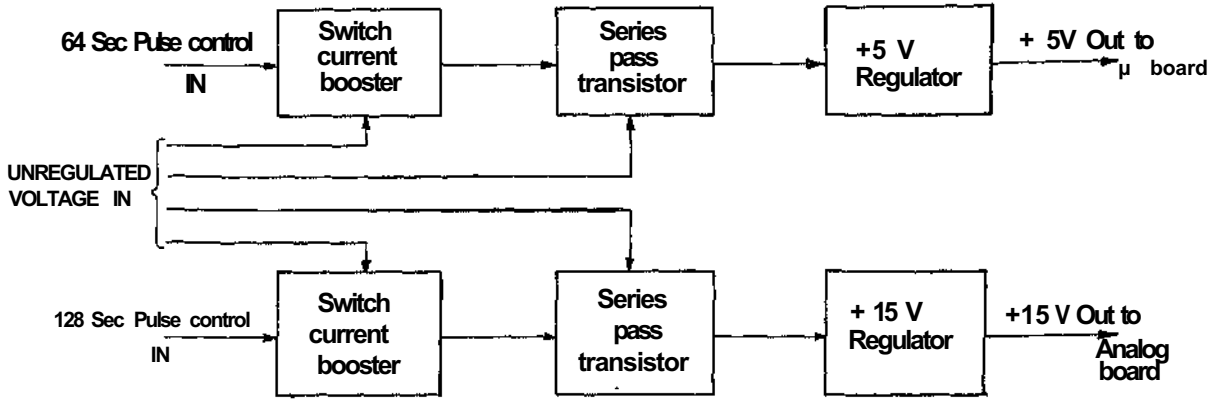 64 Sec Pulse control
IN
Switch
current
booster
Series
pass
transistor
+5 V
Regulator
+ 5V Out to
µ board
UNREGULATED
VOLTAGE IN
128 Sec Pulse control
IN
Switch
current
booster
Series
pass
transistor
+ 15 V
Regulator
+15 V Out to
Analog
board